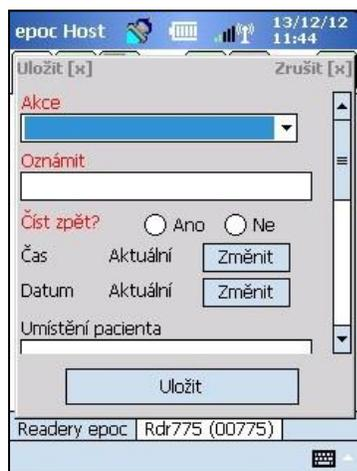 epoc Host 13/12/12
11:44
Uložit [x] Zrušit [x]
Akce
Oznámit
Číst zpět? Ano Ne
Čas Aktuální Změnit
Datum Aktuální Změnit
Umístění pacienta
Uložit
Readery epoc Rdr775 (00775)